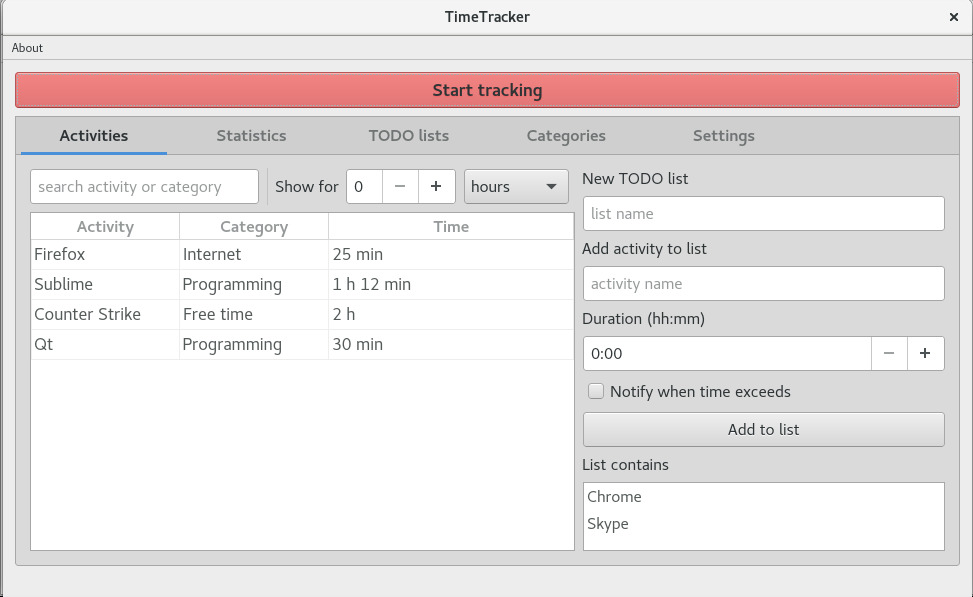 TimeTracker
About
Start tracking
Activities Statistics TODO lists Categories Settings
search activity or category Show for 0 − + hours
Activity Category Time
Firefox Internet 25 min
Sublime Programming 1 h 12 min
Counter Strike Free time 2 h
Qt Programming 30 min
New TODO list
list name
Add activity to list
activity name
Duration (hh:mm)
0:00 − +
Notify when time exceeds
Add to list
List contains
Chrome
Skype